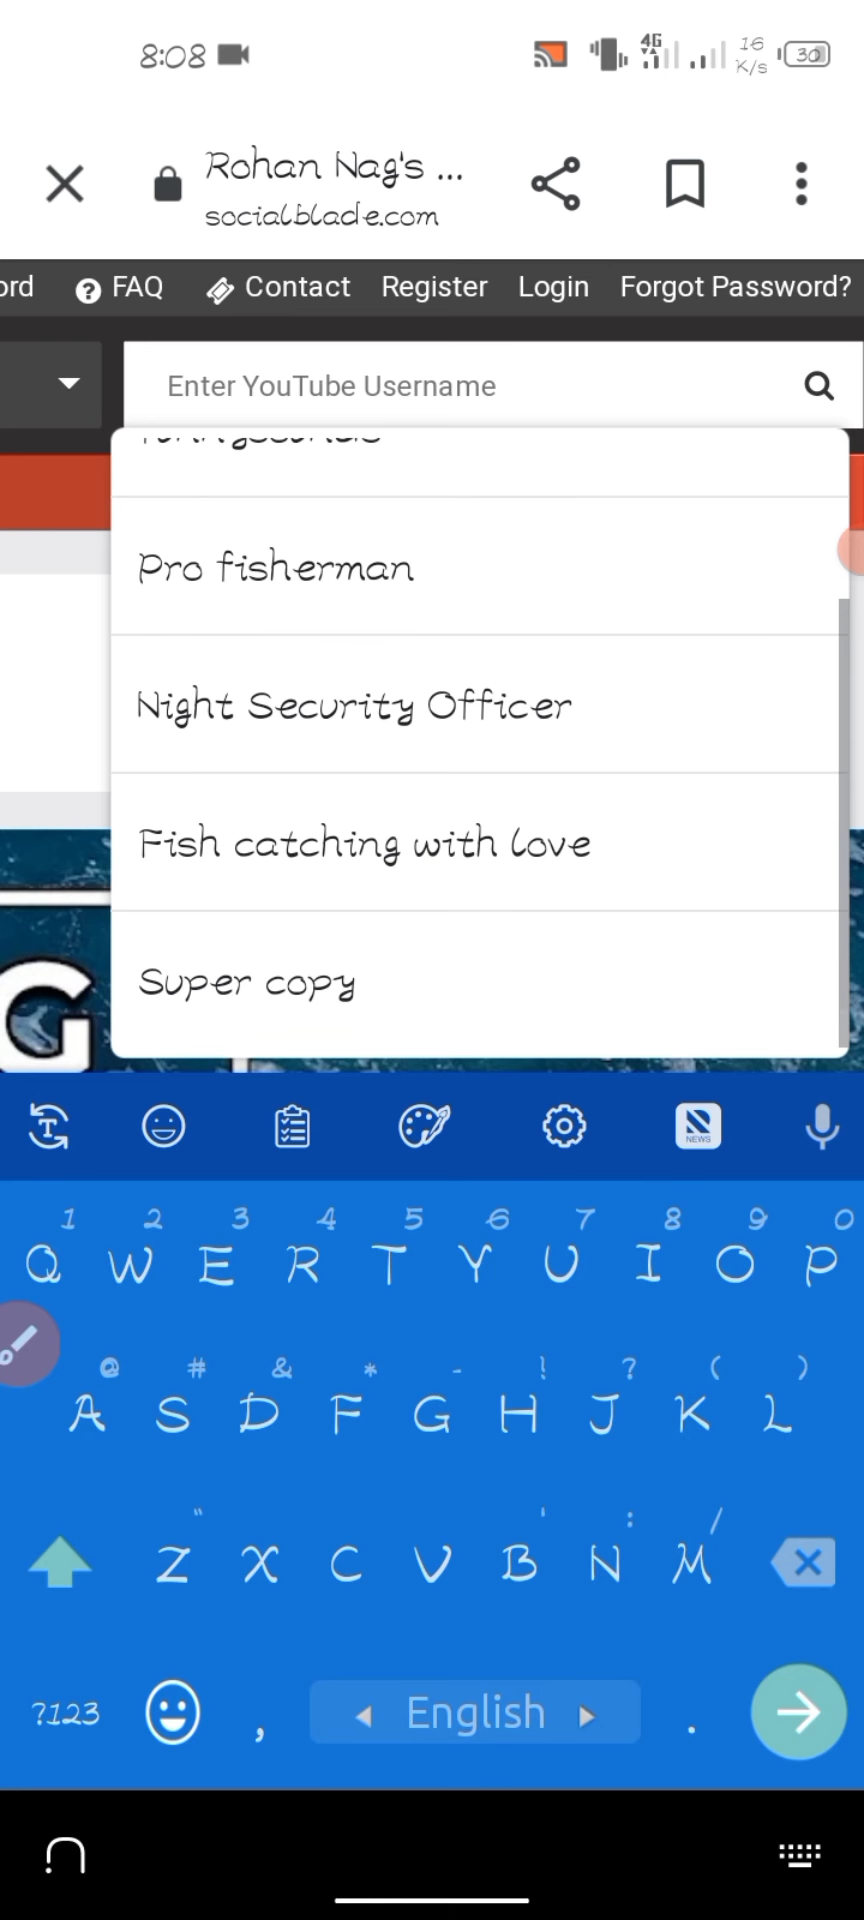 8:08
4G
16
K/s
30
Rohan Nag's ...
socialblade.com
ord
FAQ
Contact
Register
Login
Forgot Password?
Enter YouTube Username
Pro fisherman
Night Security Officer
Fish catching with love
Super copy
G
T
NEWS
1 2 3 4 5 6 7 8 9 0
Q W E R T Y U I O P
@ # & * - ! ? ( )
A S D F G H J K L
" ' : /
Z X C V B N M
?123
,
English
.